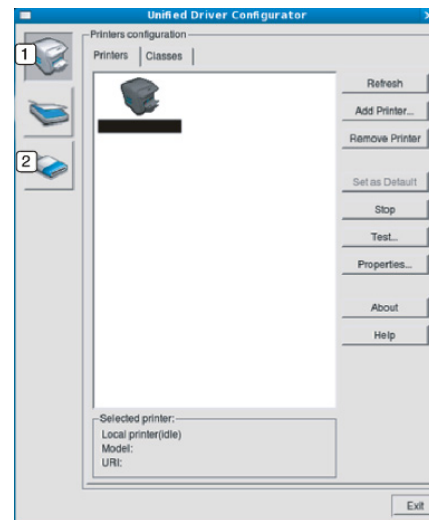 Unified Driver Configurator
1
2
Printers configuration
Printers
Classes
Refresh
Add Printer...
Remove Printer
Set as Default
Stop
Test...
Properties...
About
Help
Selected printer:
Local printer(idle)
Model:
URI:
Exit